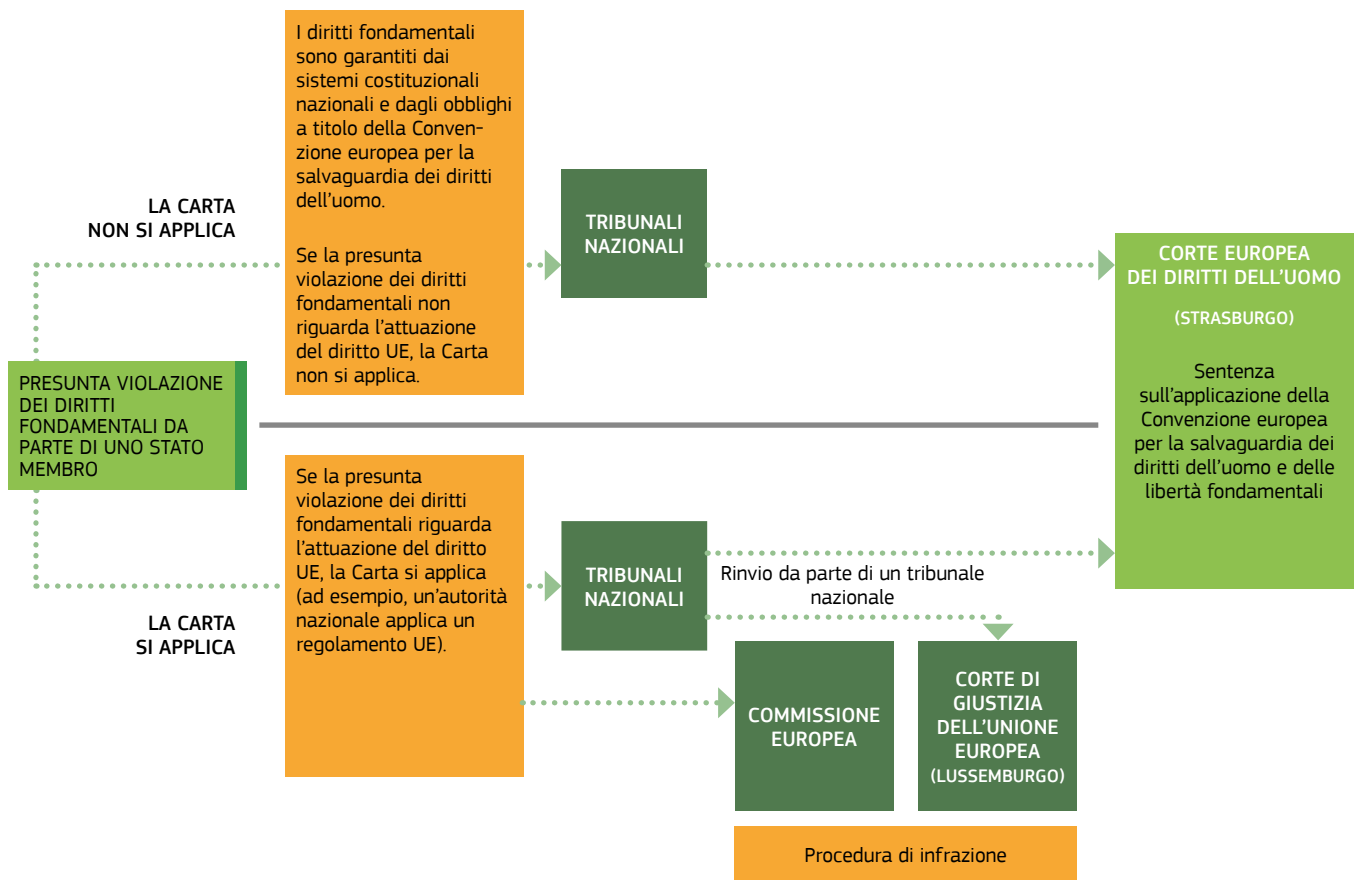 I diritti fondamentali
sono garantiti dai
sistemi costituzionali
nazionali e dagli obblighi
a titolo della Conven-
zione europea per la
salvaguardia dei diritti
dell'uomo.
Se la presunta
violazione dei diritti
fondamentali non
riguarda l'attuazione
del diritto UE, la Carta
non si applica.
LA CARTA
NON SI APPLICA
TRIBUNALI
NAZIONALI
CORTE EUROPEA
DEI DIRITTI DELL'UOMO
(STRASBURGO)
Sentenza
sull'applicazione della
Convenzione europea
per la salvaguardia dei
diritti dell'uomo e delle
libertà fondamentali
PRESUNTA VIOLAZIONE
DEI DIRITTI
FONDAMENTALI DA
PARTE DI UNO STATO
MEMBRO
Se la presunta
violazione dei diritti
fondamentali riguarda
l'attuazione del diritto
UE, la Carta si applica
(ad esempio, un'autorità
nazionale applica un
regolamento UE).
LA CARTA
SI APPLICA
TRIBUNALI
NAZIONALI
Rinvio da parte di un tribunale
nazionale
COMMISSIONE
EUROPEA
CORTE DI
GIUSTIZIA
DELL'UNIONE
EUROPEA
(LUSSEMBURGO)
Procedura di infrazione